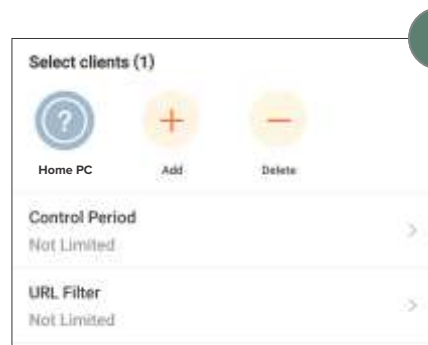 Select clients (1)
Home PC Add Delete
Control Period
Not Limited
URL Filter
Not Limited